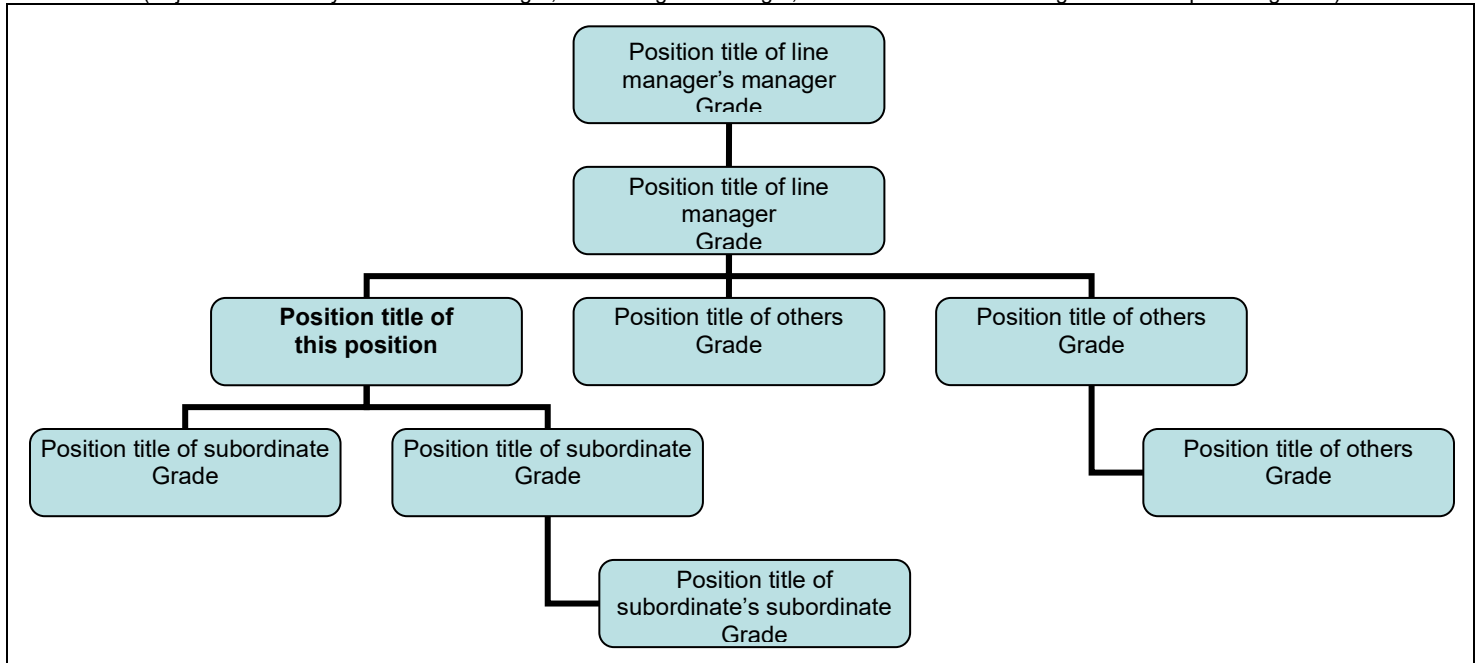 Position title of line
manager’s manager
Grade
Position title of line
manager
Grade
Position title of
this position
Position title of others
Grade
Position title of others
Grade
Position title of subordinate
Grade
Position title of subordinate
Grade
Position title of others
Grade
Position title of
subordinate’s subordinate
Grade